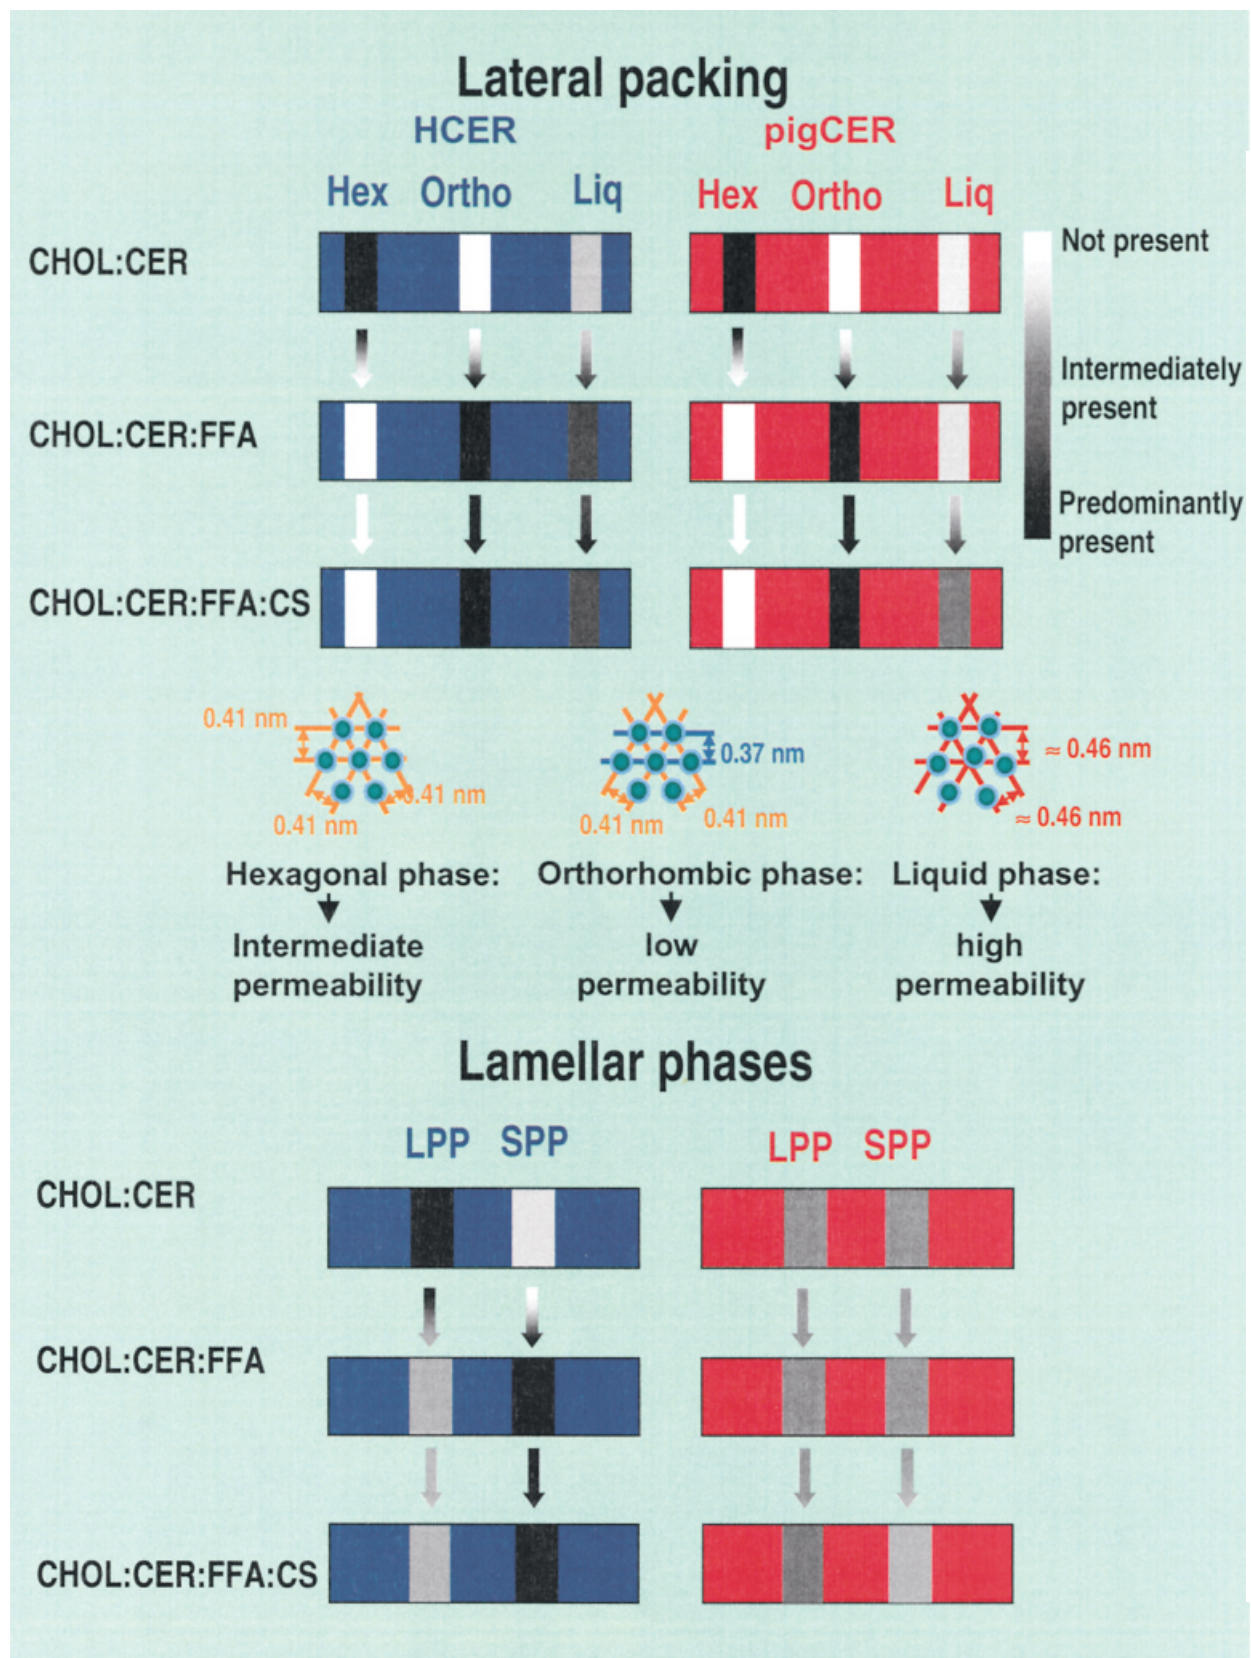 Lateral packing
HCER
pigCER
Hex Ortho Liq
Hex Ortho Liq
CHOL:CER
Not present
Intermediately
present
CHOL:CER:FFA
Predominantly
present
CHOL:CER:FFA:CS
0.41 nm
0.41 nm
0.41 nm
0.37 nm
0.41 nm
0.41 nm
≈ 0.46 nm
≈ 0.46 nm
Hexagonal phase:
Intermediate
permeability
Orthorhombic phase:
low
permeability
Liquid phase:
high
permeability
Lamellar phases
LPP SPP
LPP SPP
CHOL:CER
CHOL:CER:FFA
CHOL:CER:FFA:CS